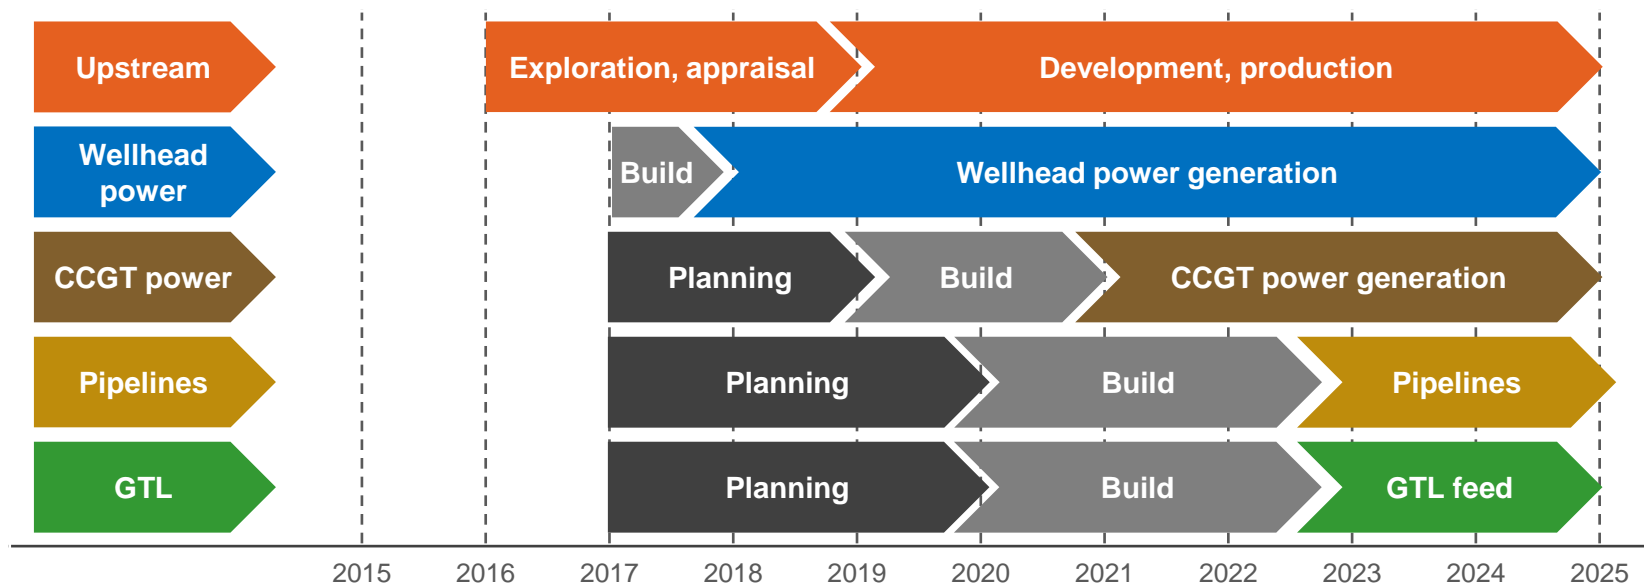 Upstream
Exploration, appraisal
Development, production
Wellhead
power
Build
Wellhead power generation
CCGT power
Planning
Build
CCGT power generation
Pipelines
Planning
Build
Pipelines
GTL
Planning
Build
GTL feed
2015 2016 2017 2018 2019 2020 2021 2022 2023 2024 2025